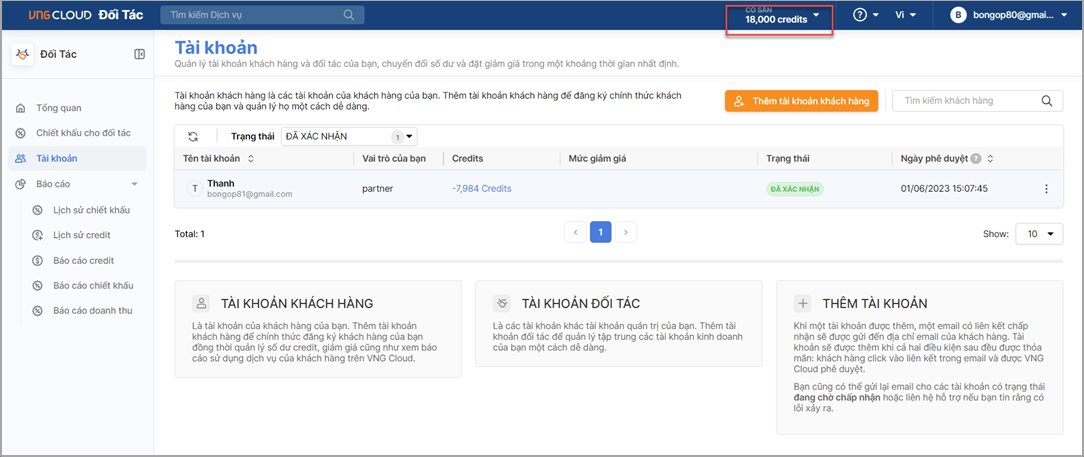 VNG CLOUD Đối Tác
Tìm kiếm Dịch vụ
CÓ SẴN
18,000 credits
Vi
B
bongop80@gmai...
Đối Tác
Tổng quan
Chiết khấu cho đối tác
Tài khoản
Báo cáo
Lịch sử chiết khấu
Lịch sử credit
Báo cáo credit
Báo cáo chiết khấu
Báo cáo doanh thu
Tài khoản
Quản lý tài khoản khách hàng và đối tác của bạn, chuyển đổi số dư và đặt giảm giá trong một khoảng thời gian nhất định.
Tài khoản khách hàng là các tài khoản của khách hàng của bạn. Thêm tài khoản khách hàng để đăng ký chính thức khách
hàng của bạn và quản lý họ một cách dễ dàng.
Thêm tài khoản khách hàng
Tìm kiếm khách hàng
Trạng thái
ĐÃ XÁC NHẬN
1
Tên tài khoản
Vai trò của bạn
Credits
Mức giảm giá
Trạng thái
Ngày phê duyệt
T
Thanh
bongop81@gmail.com
partner
-7,984 Credits
ĐÃ XÁC NHẬN
01/06/2023 15:07:45
Total: 1
1
Show:
10
TÀI KHOẢN KHÁCH HÀNG
Là tài khoản của khách hàng của bạn. Thêm tài khoản
khách hàng để chính thức đăng ký khách hàng của bạn
đồng thời quản lý số dư credit, giảm giá cũng như xem báo
cáo sử dụng dịch vụ của khách hàng trên VNG Cloud.
TÀI KHOẢN ĐỐI TÁC
Là các tài khoản khác tài khoản quản trị của bạn. Thêm tài
khoản đối tác để quản lý tập trung các tài khoản kinh doanh
của bạn một cách dễ dàng.
THÊM TÀI KHOẢN
Khi một tài khoản được thêm, một email có liên kết chấp
nhận sẽ được gửi đến địa chỉ email của khách hàng. Tài
khoản sẽ được thêm khi cả hai điều kiện sau đều được thỏa
mãn: khách hàng click vào liên kết trong email và được VNG
Cloud phê duyệt.
Bạn cũng có thể gửi lại email cho các tài khoản có trạng thái
đang chờ chấp nhận hoặc liên hệ hỗ trợ nếu bạn tin rằng có
lỗi xảy ra.